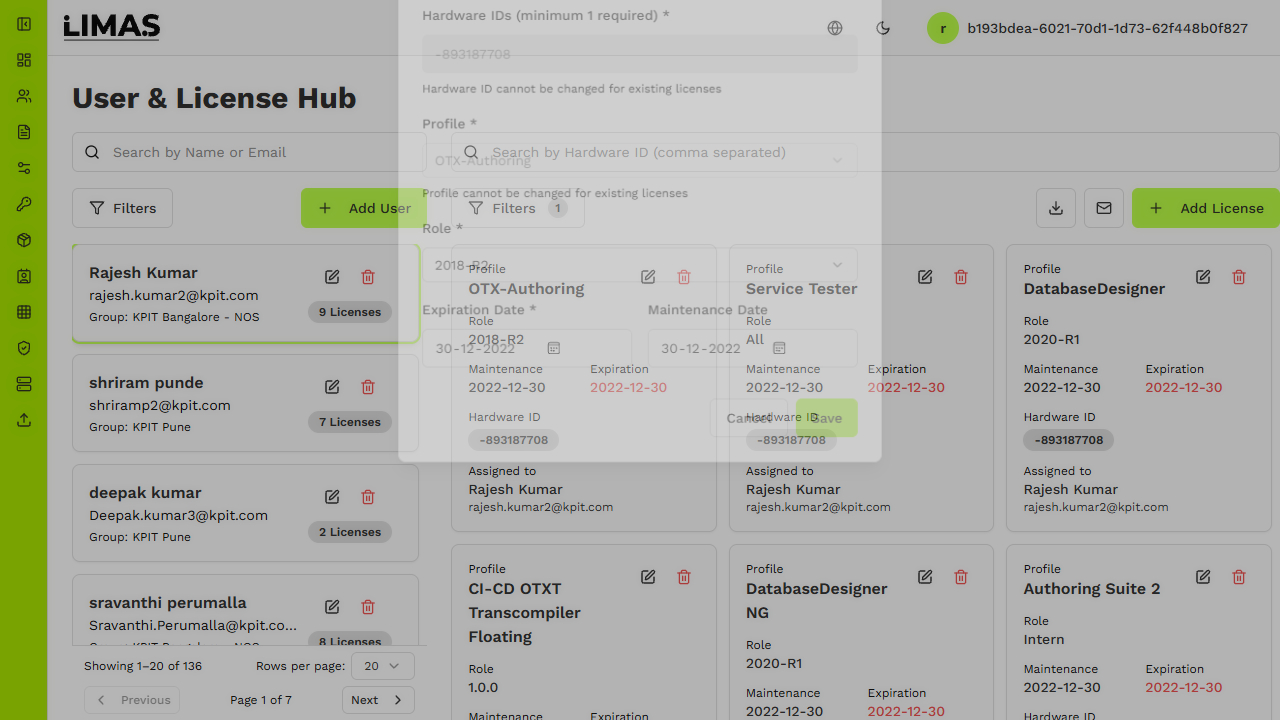 LIMAS
r
b193bdea-6021-70d1-1d73-62f448b0f827
User & License Hub
Search by Name or Email
Filters
Add User
Rajesh Kumar
rajesh.kumar2@kpit.com
Group: KPIT Bangalore - NOS
9 Licenses
shriram punde
shriramp2@kpit.com
Group: KPIT Pune
7 Licenses
deepak kumar
Deepak.kumar3@kpit.com
Group: KPIT Pune
2 Licenses
sravanthi perumalla
Sravanthi.Perumalla@kpit.co...
Group: KPIT Bangalore - NOS
8 Licenses
Showing 1–20 of 136
Rows per page:
20
Previous
Page 1 of 7
Next
Hardware IDs (minimum 1 required) *
-893187708
Hardware ID cannot be changed for existing licenses
Profile *
OTX-Authoring
Profile cannot be changed for existing licenses
Role *
2018-R2
Expiration Date *
Maintenance Date
30-12-2022
30-12-2022
Cancel
Save
Search by Hardware ID (comma separated)
Filters
1
Add License
Profile
OTX-Authoring
Role
2018-R2
Maintenance
Expiration
2022-12-30
2022-12-30
Hardware ID
-893187708
Assigned to
Rajesh Kumar
rajesh.kumar2@kpit.com
Profile
Service Tester
Role
All
Maintenance
Expiration
2022-12-30
2022-12-30
Hardware ID
-893187708
Assigned to
Rajesh Kumar
rajesh.kumar2@kpit.com
Profile
DatabaseDesigner
Role
2020-R1
Maintenance
Expiration
2022-12-30
2022-12-30
Hardware ID
-893187708
Assigned to
Rajesh Kumar
rajesh.kumar2@kpit.com
Profile
CI-CD OTXT
Transcompiler
Floating
Role
1.0.0
Maintenance
Expiration
Profile
DatabaseDesigner
NG
Role
2020-R1
Maintenance
Expiration
2022-12-30
2022-12-30
Profile
Authoring Suite 2
Role
Intern
Maintenance
Expiration
2022-12-30
2022-12-30
Hardware ID